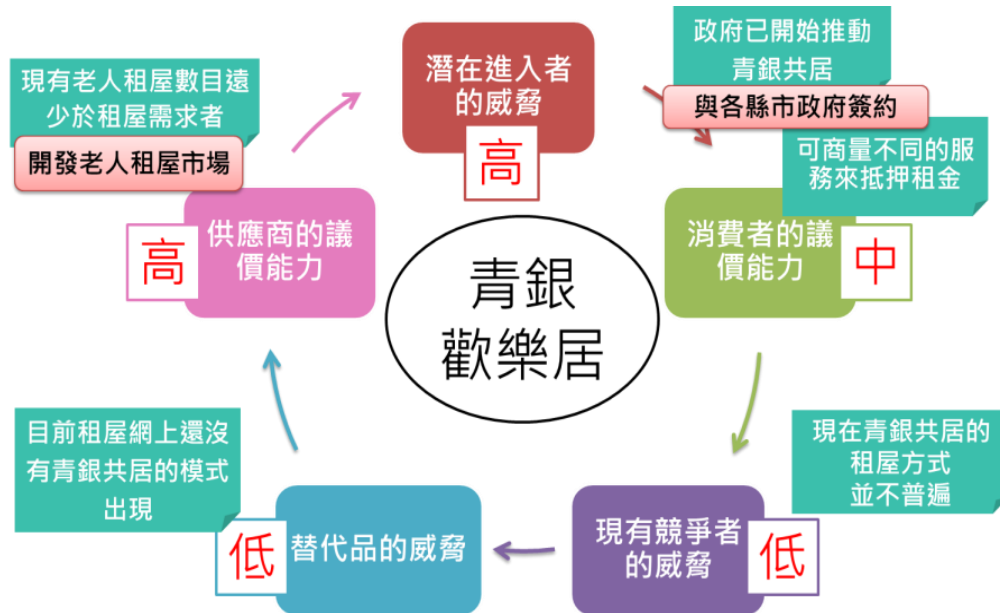 潛在進入者
的威脅
高
政府已開始推動
青銀共居
與各縣市政府簽約
可商量不同的服
務來抵押租金
消費者的議
價能力
中
現在青銀共居的
租屋方式
並不普遍
現有競爭者
的威脅
低
替代品的威脅
低
目前租屋網上還沒
有青銀共居的模式
出現
供應商的議
價能力
高
現有老人租屋數目遠
少於租屋需求者
開發老人租屋市場
青銀
歡樂居